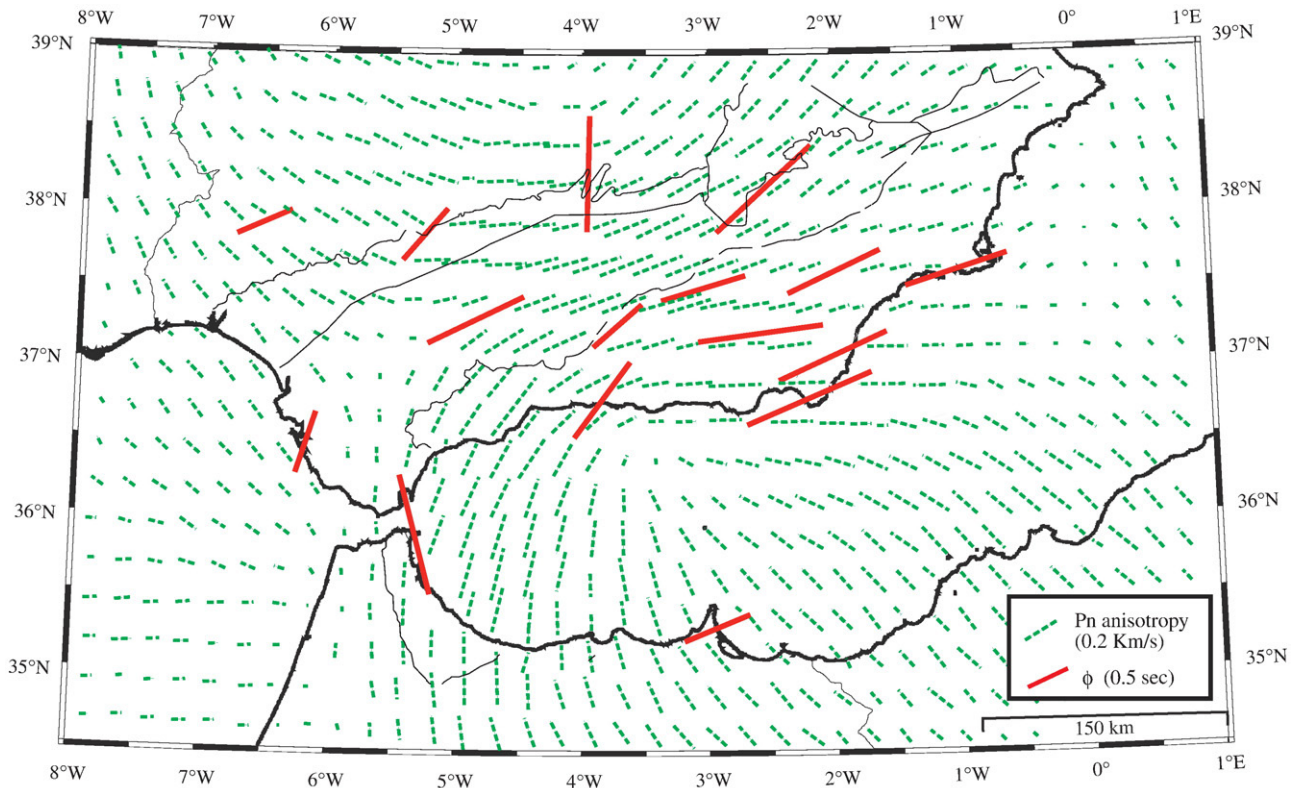 8°W 7°W 6°W 5°W 4°W 3°W 2°W 1°W 0° 1°E
39°N 39°N
38°N 38°N
37°N 37°N
36°N 36°N
35°N 35°N
Pn anisotropy
(0.2 Km/s)
ϕ (0.5 sec)
150 km
8°W 7°W 6°W 5°W 4°W 3°W 2°W 1°W 0° 1°E